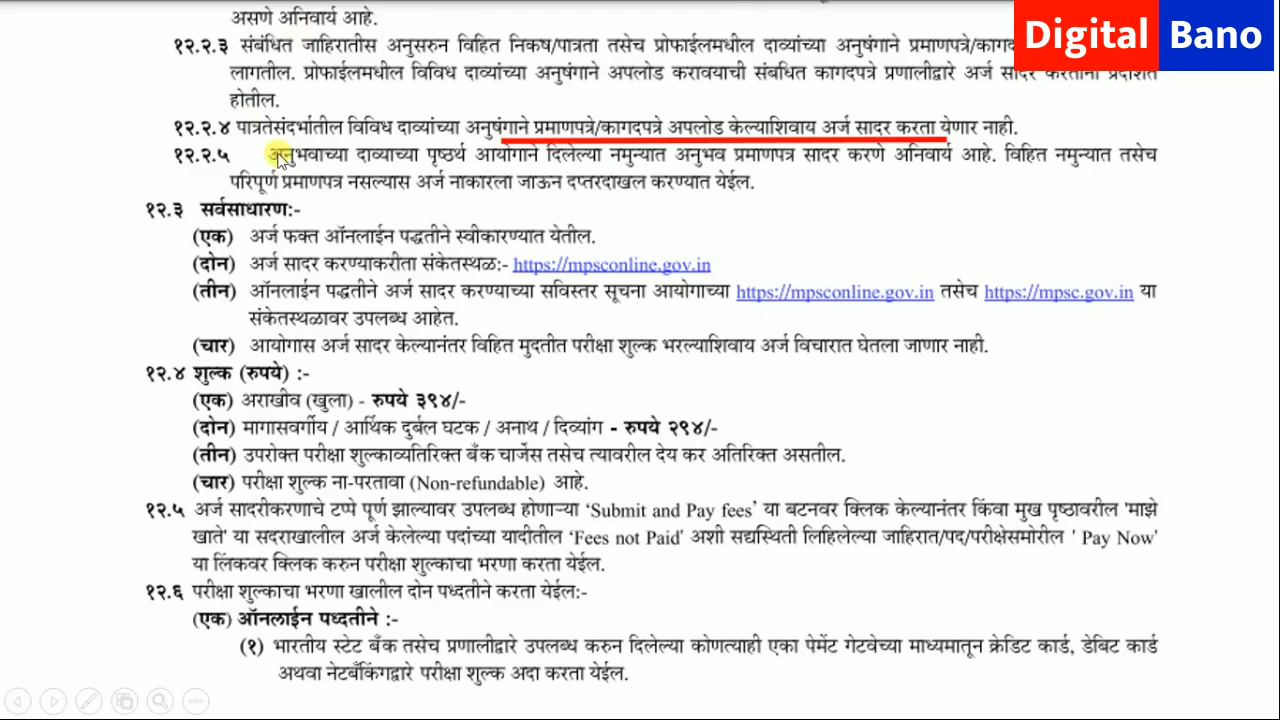 Digital Bano
असणे अनिवार्य आहे.
१२.२.३ संबंधित जाहिरातीस अनुसरुन विहित निकष/पात्रता तसेच प्रोफाईलमधील दाव्यांच्या अनुषंगाने प्रमाणपत्रे/कागद
लागतील. प्रोफाईलमधील विविध दाव्यांच्या अनुषंगाने अपलोड करावयाची संबंधित कागदपत्रे प्रणालीद्वारे अर्ज सादर करताना प्रदर्शित
होतील.
१२.२.४ पात्रतेसंदर्भातील विविध दाव्यांच्या अनुषंगाने प्रमाणपत्रे/कागदपत्रे अपलोड केल्याशिवाय अर्ज सादर करता येणार नाही.
१२.२.५ अनुभवाच्या दाव्याच्या पृष्ठर्थ आयोगाने दिलेल्या नमुन्यात अनुभव प्रमाणपत्र सादर करणे अनिवार्य आहे. विहित नमुन्यात तसेच
परिपूर्ण प्रमाणपत्र नसल्यास अर्ज नाकारला जाऊन दप्तरदाखल करण्यात येईल.
१२.३ सर्वसाधारण:-
(एक) अर्ज फक्त ऑनलाईन पद्धतीने स्वीकारण्यात येतील.
(दोन) अर्ज सादर करण्याकरीता संकेतस्थळ:- https://mpsconline.gov.in
(तीन) ऑनलाईन पद्धतीने अर्ज सादर करण्याच्या सविस्तर सूचना आयोगाच्या https://mpsconline.gov.in तसेच https://mpsc.gov.in या
संकेतस्थळावर उपलब्ध आहेत.
(चार) आयोगास अर्ज सादर केल्यानंतर विहित मुदतीत परीक्षा शुल्क भरल्याशिवाय अर्ज विचारात घेतला जाणार नाही.
१२.४ शुल्क (रुपये) :-
(एक) अराखीव (खुला) - रुपये ३९४/-
(दोन) मागासवर्गीय / आर्थिक दुर्बल घटक / अनाथ / दिव्यांग - रुपये २९४/-
(तीन) उपरोक्त परीक्षा शुल्काव्यतिरिक्त बँक चार्जेस तसेच त्यावरील देय कर अतिरिक्त असतील.
(चार) परीक्षा शुल्क ना-परतावा (Non-refundable) आहे.
१२.५ अर्ज सादरीकरणाचे टप्पे पूर्ण झाल्यावर उपलब्ध होणाऱ्या ‘Submit and Pay fees’ या बटनवर क्लिक केल्यानंतर किंवा मुख पृष्ठावरील 'माझे
खाते' या सदराखालील अर्ज केलेल्या पदांच्या यादीतील ‘Fees not Paid' अशी सद्यस्थिती लिहिलेल्या जाहिरात/पद/परीक्षेसमोरील ' Pay Now'
या लिंकवर क्लिक करुन परीक्षा शुल्काचा भरणा करता येईल.
१२.६ परीक्षा शुल्काचा भरणा खालील दोन पध्दतीने करता येईल:-
(एक) ऑनलाईन पध्दतीने :-
(१) भारतीय स्टेट बँक तसेच प्रणालीद्वारे उपलब्ध करुन दिलेल्या कोणत्याही एका पेमेंट गेटवेच्या माध्यमातून क्रेडिट कार्ड, डेबिट कार्ड
अथवा नेटबँकिंगद्वारे परीक्षा शुल्क अदा करता येईल.